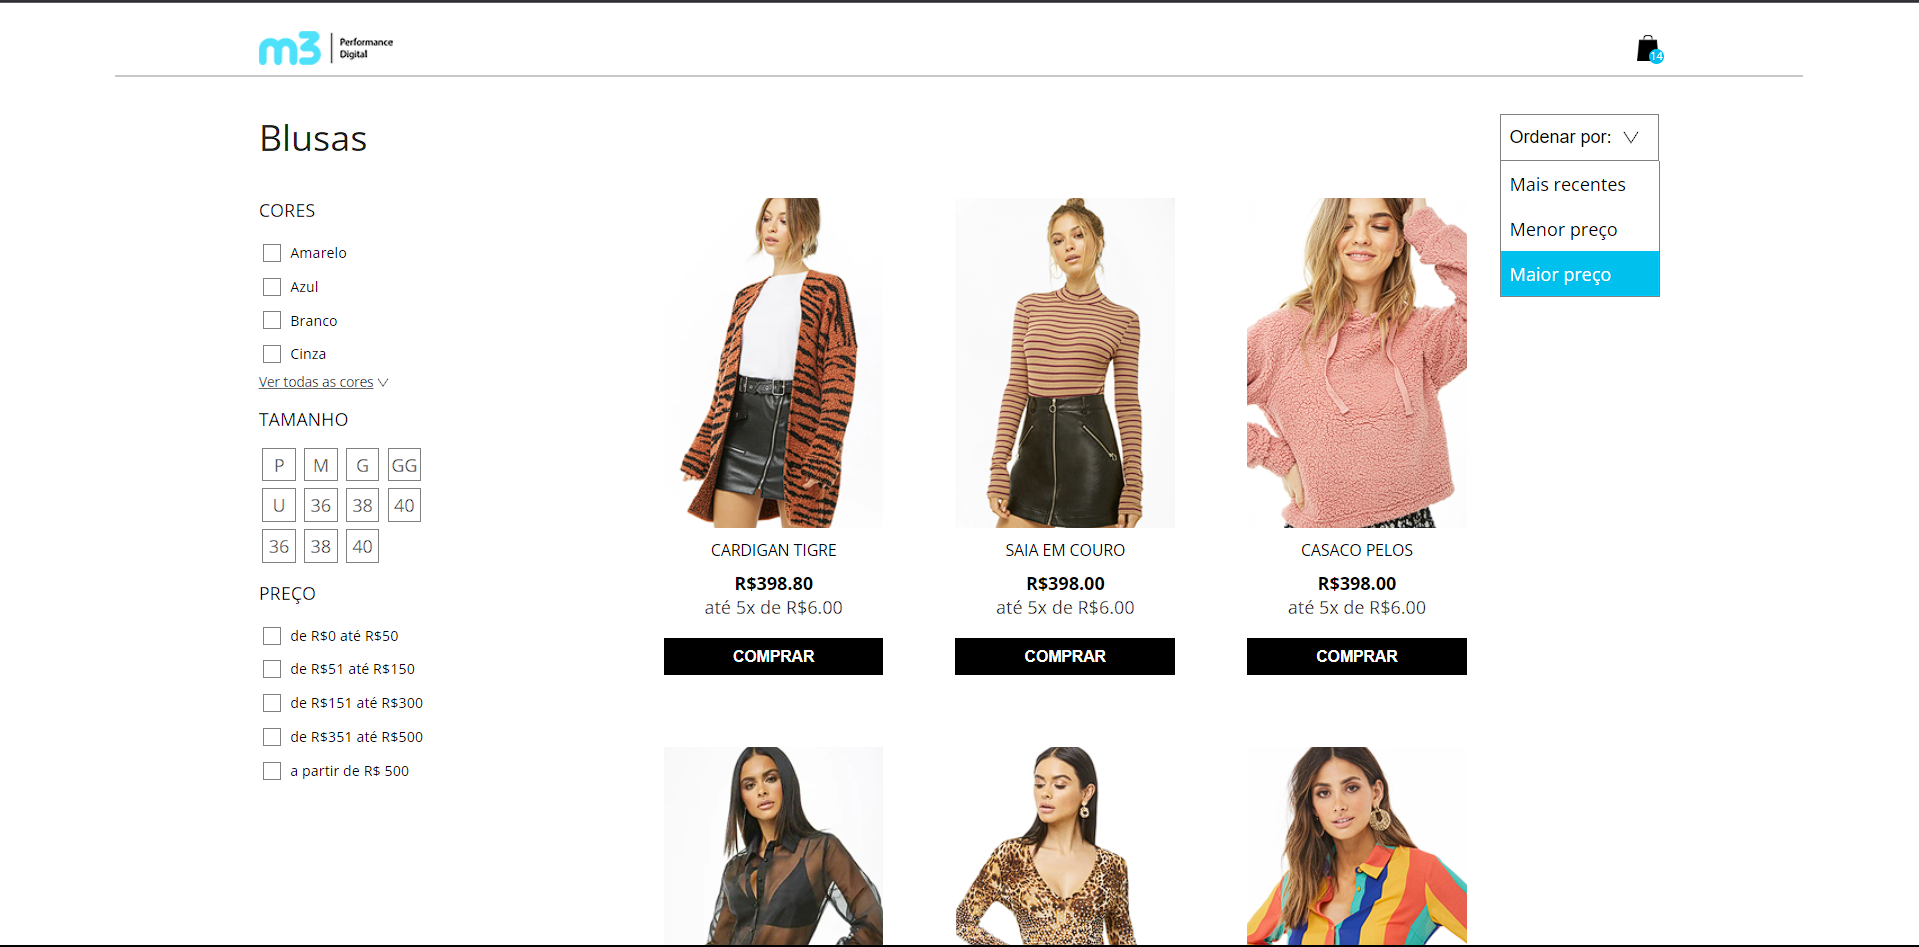 m3 Performance
Digital
14
Blusas
Ordenar por:
Mais recentes
Menor preço
Maior preço
CORES
Amarelo
Azul
Branco
Cinza
Ver todas as cores
TAMANHO
P M G GG
U 36 38 40
36 38 40
PREÇO
de R$0 até R$50
de R$51 até R$150
de R$151 até R$300
de R$351 até R$500
a partir de R$ 500
CARDIGAN TIGRE
R$398.80
até 5x de R$6.00
COMPRAR
SAIA EM COURO
R$398.00
até 5x de R$6.00
COMPRAR
CASACO PELOS
R$398.00
até 5x de R$6.00
COMPRAR